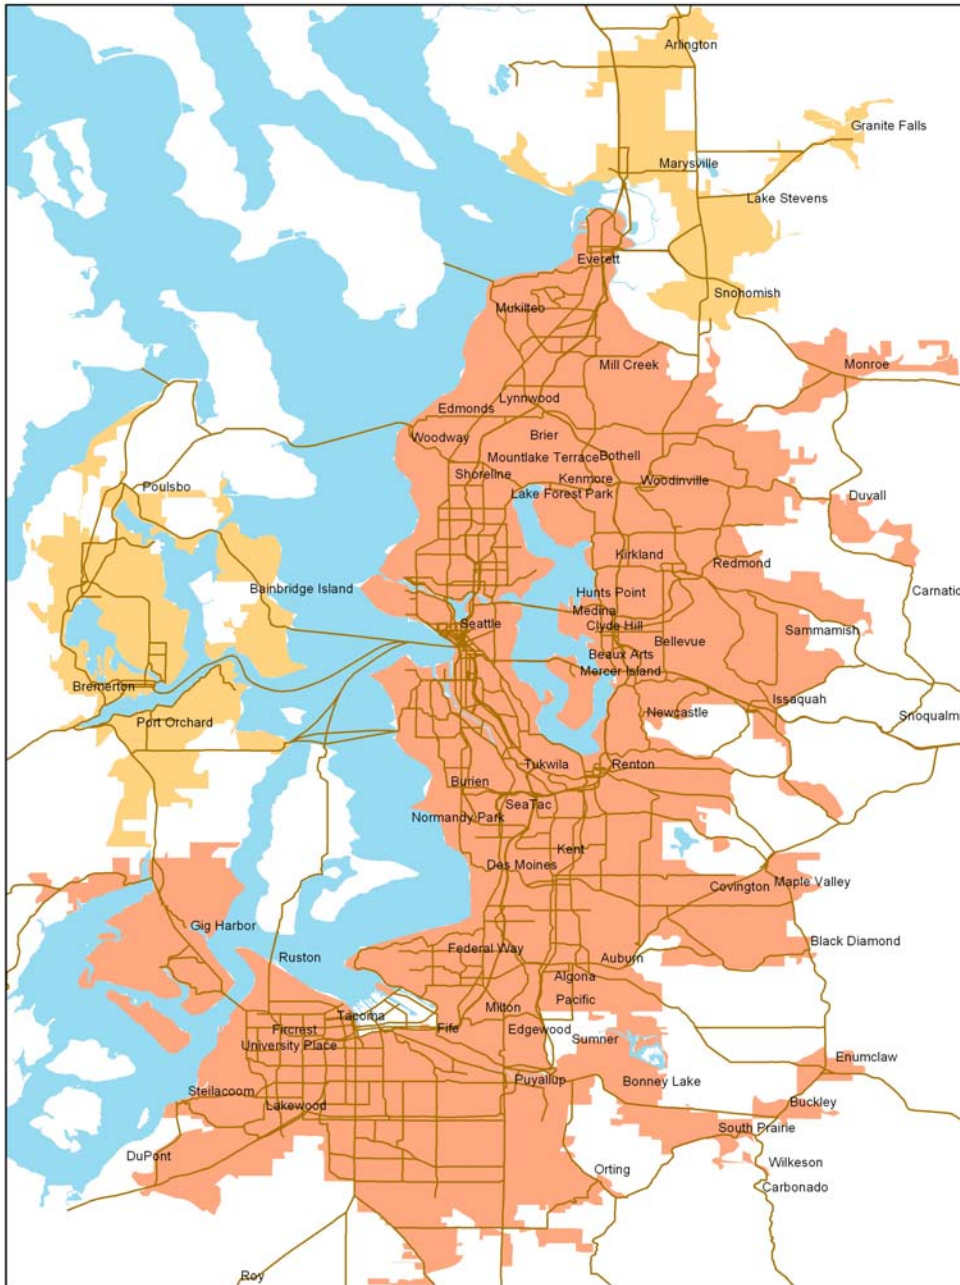 Arlington
Granite Falls
Marysville
Lake Stevens
Everett
Snohomish
Mukilteo
Mill Creek
Monroe
Lynnwood
Edmonds
Woodway
Brier
Mountlake Terrace
Bothell
Shoreline
Kenmore
Woodinville
Poulsbo
Lake Forest Park
Duvall
Kirkland
Redmond
Bainbridge Island
Hunts Point
Carnatio
Medina
Seattle
Clyde Hill
Sammamish
Bellevue
Beaux Arts
Mercer Island
Bremerton
Issaquah
Newcastle
Snoqualmi
Port Orchard
Tukwila
Renton
Burien
SeaTac
Normandy Park
Kent
Des Moines
Covington
Maple Valley
Gig Harbor
Black Diamond
Federal Way
Ruston
Auburn
Algona
Pacific
Milton
Tacoma
Fircrest
Fife
Edgewood
Sumner
University Place
Enumclaw
Puyallup
Bonney Lake
Steilacoom
Lakewood
Buckley
South Prairie
DuPont
Wilkeson
Orting
Carbonado
Roy